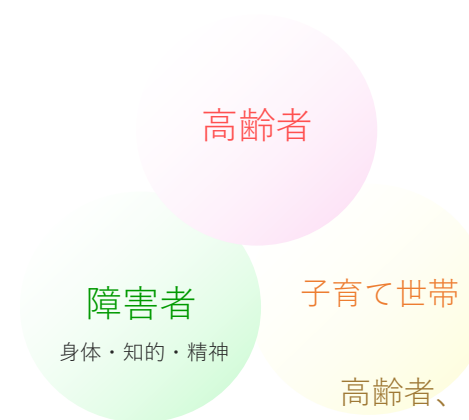 高齢者
障害者
身体・知的・精神
子育て世帯
高齢者、